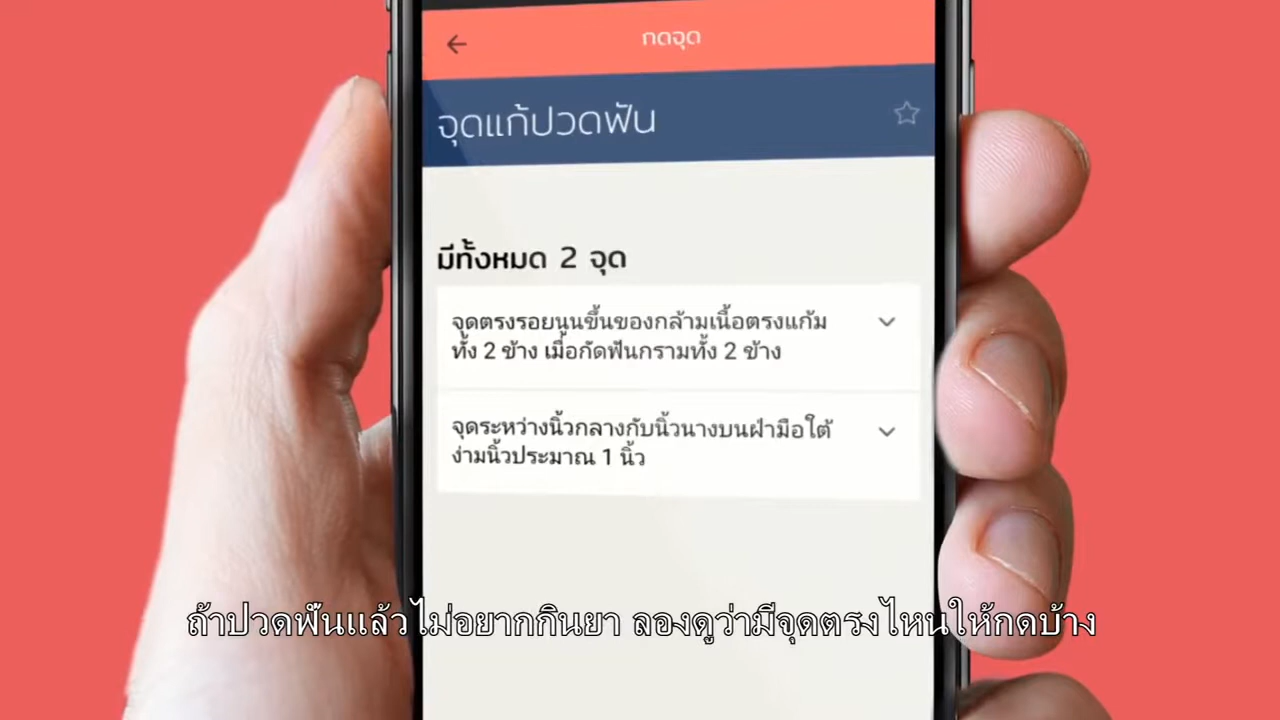 กดจุด
จุดแก้ปวดฟัน
มีทั้งหมด 2 จุด
จุดตรงรอยนูนขึ้นของกล้ามเนื้อตรงแก้ม
ทั้ง 2 ข้าง เมื่อกัดฟันกรามทั้ง 2 ข้าง
จุดระหว่างนิ้วกลางกับนิ้วนางบนฝ่ามือใต้
ง่ามนิ้วประมาณ 1 นิ้ว
ถ้าปวดฟันแล้วไม่อยากกินยา ลองดูว่ามีจุดตรงไหนให้กดบ้าง